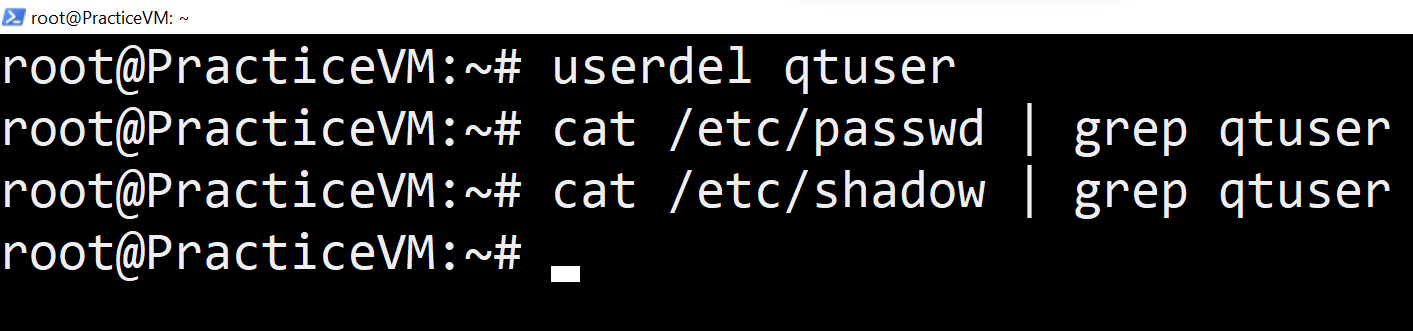 root@PracticeVM: ~
root@PracticeVM:~# userdel qtuser
root@PracticeVM:~# cat /etc/passwd | grep qtuser
root@PracticeVM:~# cat /etc/shadow | grep qtuser
root@PracticeVM:~#